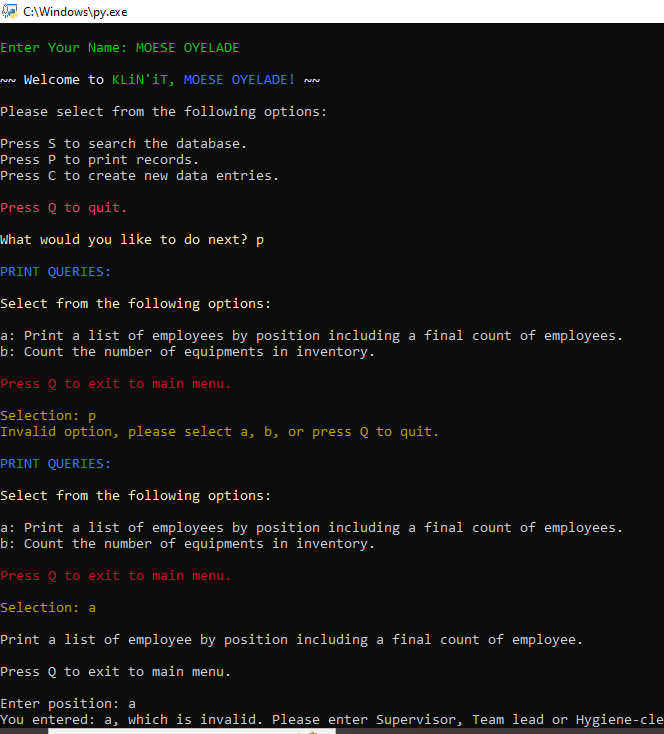 C:\Windows\py.exe
Enter Your Name: MOESE OYELADE
~~ Welcome to KLiN'iT, MOESE OYELADE! ~~
Please select from the following options:
Press S to search the database.
Press P to print records.
Press C to create new data entries.
Press Q to quit.
What would you like to do next? p
PRINT QUERIES:
Select from the following options:
a: Print a list of employees by position including a final count of employees.
b: Count the number of equipments in inventory.
Press Q to exit to main menu.
Selection: p
Invalid option, please select a, b, or press Q to quit.
PRINT QUERIES:
Select from the following options:
a: Print a list of employees by position including a final count of employees.
b: Count the number of equipments in inventory.
Press Q to exit to main menu.
Selection: a
Print a list of employee by position including a final count of employee.
Press Q to exit to main menu.
Enter position: a
You entered: a, which is invalid. Please enter Supervisor, Team lead or Hygiene-cle